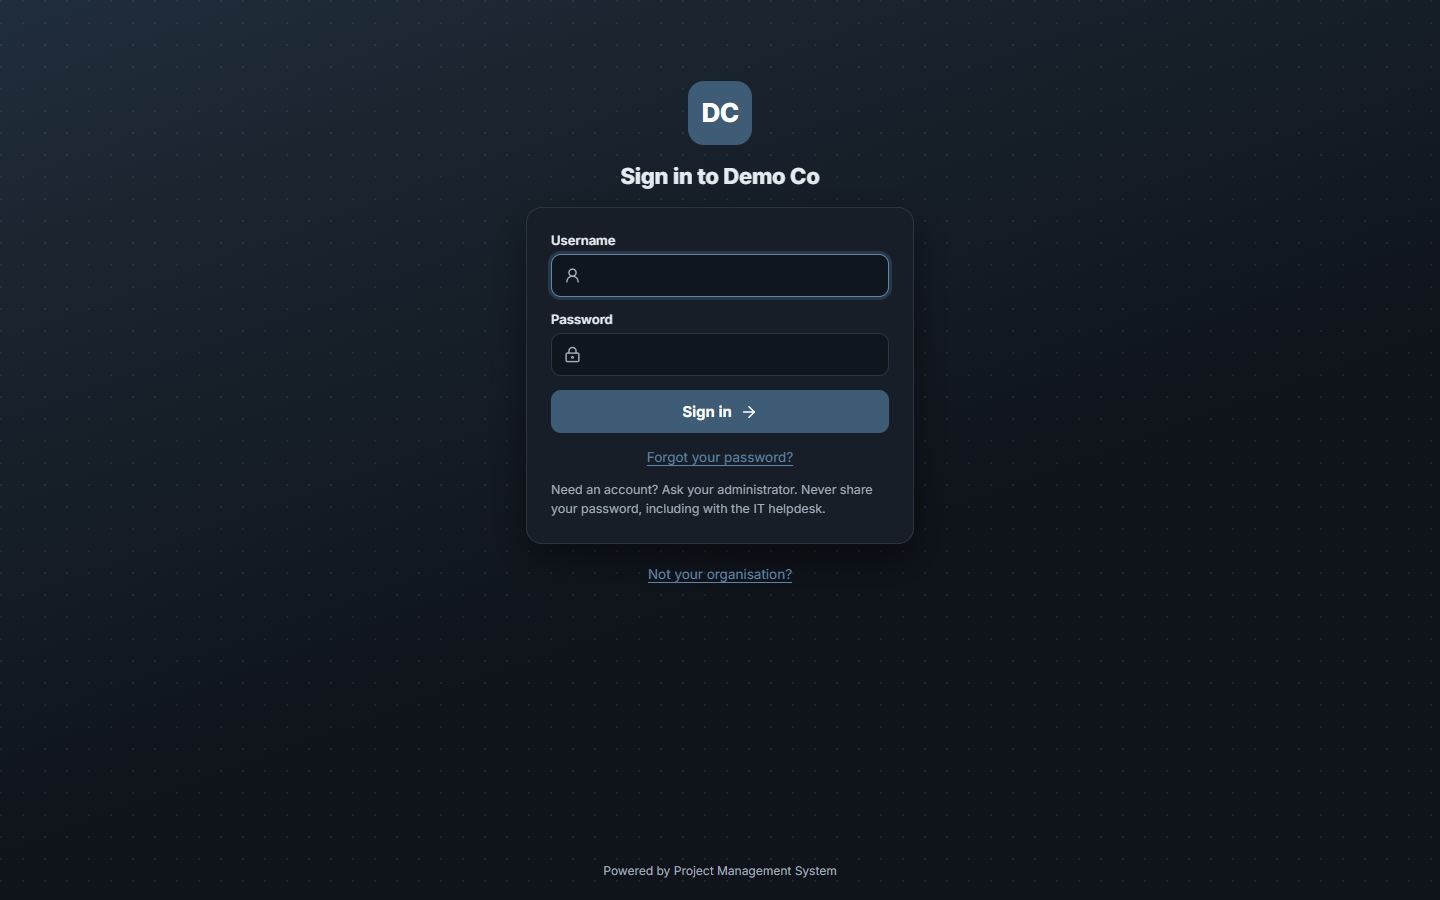 DC
Sign in to Demo Co
Username
Password
Sign in
Forgot your password?
Need an account? Ask your administrator. Never share
your password, including with the IT helpdesk.
Not your organisation?
Powered by Project Management System